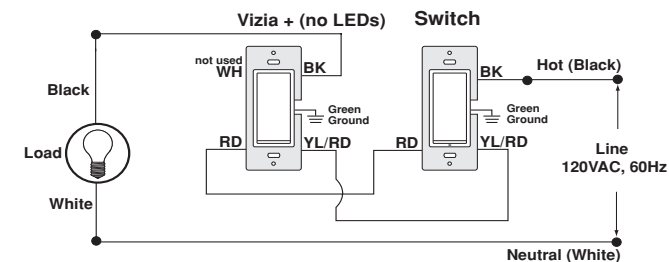 Vizia + (no LEDs)
Switch
not used
WH
BK
BK
Hot (Black)
Black
Green
Ground
Green
Ground
Load
RD
YL/RD
RD
YL/RD
Line
120VAC, 60Hz
White
Neutral (White)